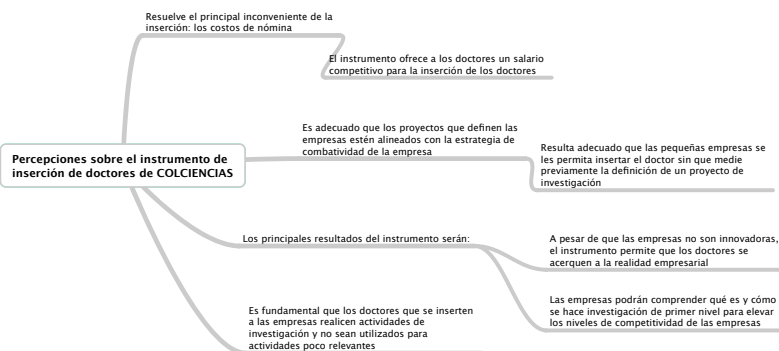 Resuelve el principal inconveniente de la
inserción: los costos de nómina
El instrumento ofrece a los doctores un salario
competitivo para la inserción de los doctores
Es adecuado que los proyectos que definen las
empresas estén alineados con la estrategia de
combatividad de la empresa
Resulta adecuado que las pequeñas empresas se
les permita insertar el doctor sin que medie
previamente la definición de un proyecto de
investigación
Percepciones sobre el instrumento de
inserción de doctores de COLCIENCIAS
Los principales resultados del instrumento serán:
A pesar de que las empresas no son innovadoras,
el instrumento permite que los doctores se
acerquen a la realidad empresarial
Las empresas podrán comprender qué es y cómo
se hace investigación de primer nivel para elevar
los niveles de competitividad de las empresas
Es fundamental que los doctores que se inserten
a las empresas realicen actividades de
investigación y no sean utilizados para
actividades poco relevantes